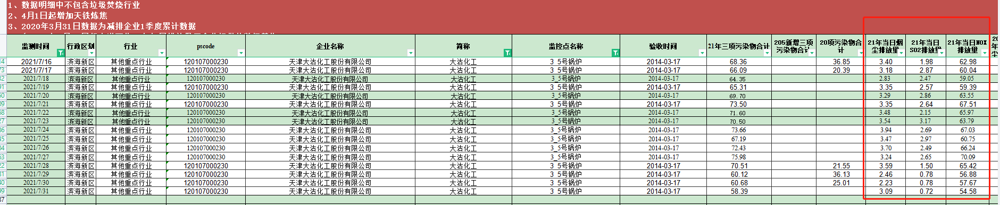 1、数据明细中不包含垃圾焚烧行业
2、4月1日起增加天铁炼焦
3、2020年3月31日数据为减排企业1季度累计数据
监测时间 行政区划 行业 pscode 企业名称 简称 监控点名称 验收时间 21年三项污染物合计 205新增三项污染物合计 20项污染物合计 21年当日烟尘排放量 21年当日SO2排放量 21年当日NOX排放量
2021/7/16 滨海新区 其他重点行业 120107000230 天津大沽化工股份有限公司 大沽化工 3 5号锅炉 2014-03-17 68.36 36.85 3.40 1.98 62.98
2021/7/17 滨海新区 其他重点行业 120107000230 天津大沽化工股份有限公司 大沽化工 3 5号锅炉 2014-03-17 66.09 20.39 3.18 2.87 60.04
2021/7/18 滨海新区 其他重点行业 120107000230 天津大沽化工股份有限公司 大沽化工 3_5号锅炉 2014-03-17 64.35 2.83 2.47 59.05
2021/7/19 滨海新区 其他重点行业 120107000230 天津大沽化工股份有限公司 大沽化工 3_5号锅炉 2014-03-17 65.31 3.35 2.57 59.39
2021/7/20 滨海新区 其他重点行业 120107000230 天津大沽化工股份有限公司 大沽化工 3_5号锅炉 2014-03-17 69.70 3.29 2.86 63.55
2021/7/21 滨海新区 其他重点行业 120107000230 天津大沽化工股份有限公司 大沽化工 3_5号锅炉 2014-03-17 73.50 3.35 2.64 67.51
2021/7/22 滨海新区 其他重点行业 120107000230 天津大沽化工股份有限公司 大沽化工 3_5号锅炉 2014-03-17 71.60 3.48 2.15 65.97
2021/7/23 滨海新区 其他重点行业 120107000230 天津大沽化工股份有限公司 大沽化工 3_5号锅炉 2014-03-17 70.50 3.54 3.17 63.79
2021/7/24 滨海新区 其他重点行业 120107000230 天津大沽化工股份有限公司 大沽化工 3_5号锅炉 2014-03-17 73.66 3.94 2.69 67.03
2021/7/25 滨海新区 其他重点行业 120107000230 天津大沽化工股份有限公司 大沽化工 3_5号锅炉 2014-03-17 67.19 3.47 2.97 60.75
2021/7/26 滨海新区 其他重点行业 120107000230 天津大沽化工股份有限公司 大沽化工 3_5号锅炉 2014-03-17 72.43 3.70 2.49 66.24
2021/7/27 滨海新区 其他重点行业 120107000230 天津大沽化工股份有限公司 大沽化工 3_5号锅炉 2014-03-17 75.98 3.24 2.65 70.09
2021/7/28 滨海新区 其他重点行业 120107000230 天津大沽化工股份有限公司 大沽化工 3 5号锅炉 2014-03-17 70.51 21.55 3.59 1.50 65.42
2021/7/29 滨海新区 其他重点行业 120107000230 天津大沽化工股份有限公司 大沽化工 3 5号锅炉 2014-03-17 60.12 36.13 2.46 0.78 56.88
2021/7/30 滨海新区 其他重点行业 120107000230 天津大沽化工股份有限公司 大沽化工 3 5号锅炉 2014-03-17 60.68 25.01 2.23 0.78 57.67
2021/7/31 滨海新区 其他重点行业 120107000230 天津大沽化工股份有限公司 大沽化工 3 5号锅炉 2014-03-17 58.39 3.09 0.72 54.58